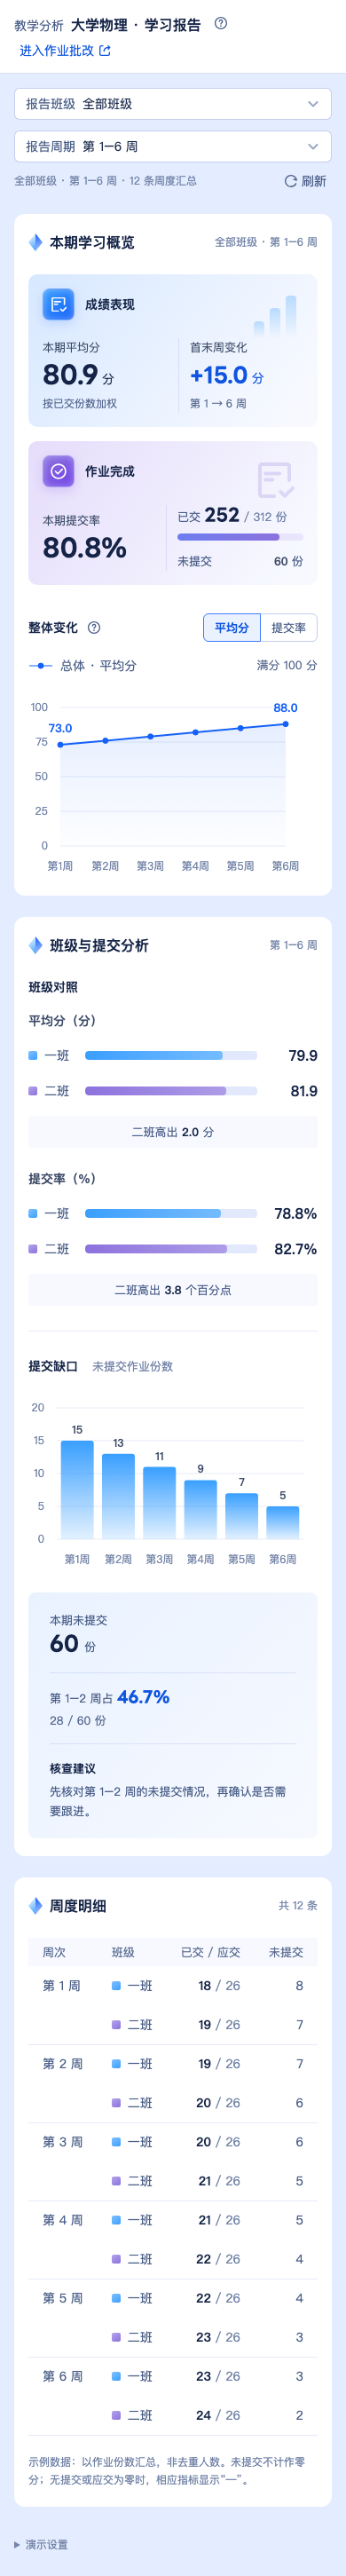 教学分析 大学物理 · 学习报告
进入作业批改
报告班级 全部班级
报告周期 第 1—6 周
全部班级 · 第 1—6 周 · 12 条周度汇总 刷新
本期学习概览 全部班级 · 第 1—6 周
成绩表现
本期平均分 首末周变化
80.9 分 +15.0 分
按已交份数加权 第 1 → 6 周
作业完成
本期提交率 已交 252 / 312 份
80.8%
未提交 60 份
整体变化 平均分 提交率
总体 · 平均分 满分 100 分
100
75
50
25
0
73.0
88.0
第1周 第2周 第3周 第4周 第5周 第6周
班级与提交分析 第 1—6 周
班级对照
平均分（分）
一班 79.9
二班 81.9
二班高出 2.0 分
提交率（%）
一班 78.8%
二班 82.7%
二班高出 3.8 个百分点
提交缺口 未提交作业份数
20
15
10
5
0
15 13 11 9 7 5
第1周 第2周 第3周 第4周 第5周 第6周
本期未提交
60 份
第 1—2 周占 46.7%
28 / 60 份
核查建议
先核对第 1—2 周的未提交情况，再确认是否需
要跟进。
周度明细 共 12 条
周次 班级 已交 / 应交 未提交
第 1 周 一班 18 / 26 8
二班 19 / 26 7
第 2 周 一班 19 / 26 7
二班 20 / 26 6
第 3 周 一班 20 / 26 6
二班 21 / 26 5
第 4 周 一班 21 / 26 5
二班 22 / 26 4
第 5 周 一班 22 / 26 4
二班 23 / 26 3
第 6 周 一班 23 / 26 3
二班 24 / 26 2
示例数据：以作业份数汇总，非去重人数。未提交不计作零
分；无提交或应交为零时，相应指标显示“—”。
演示设置